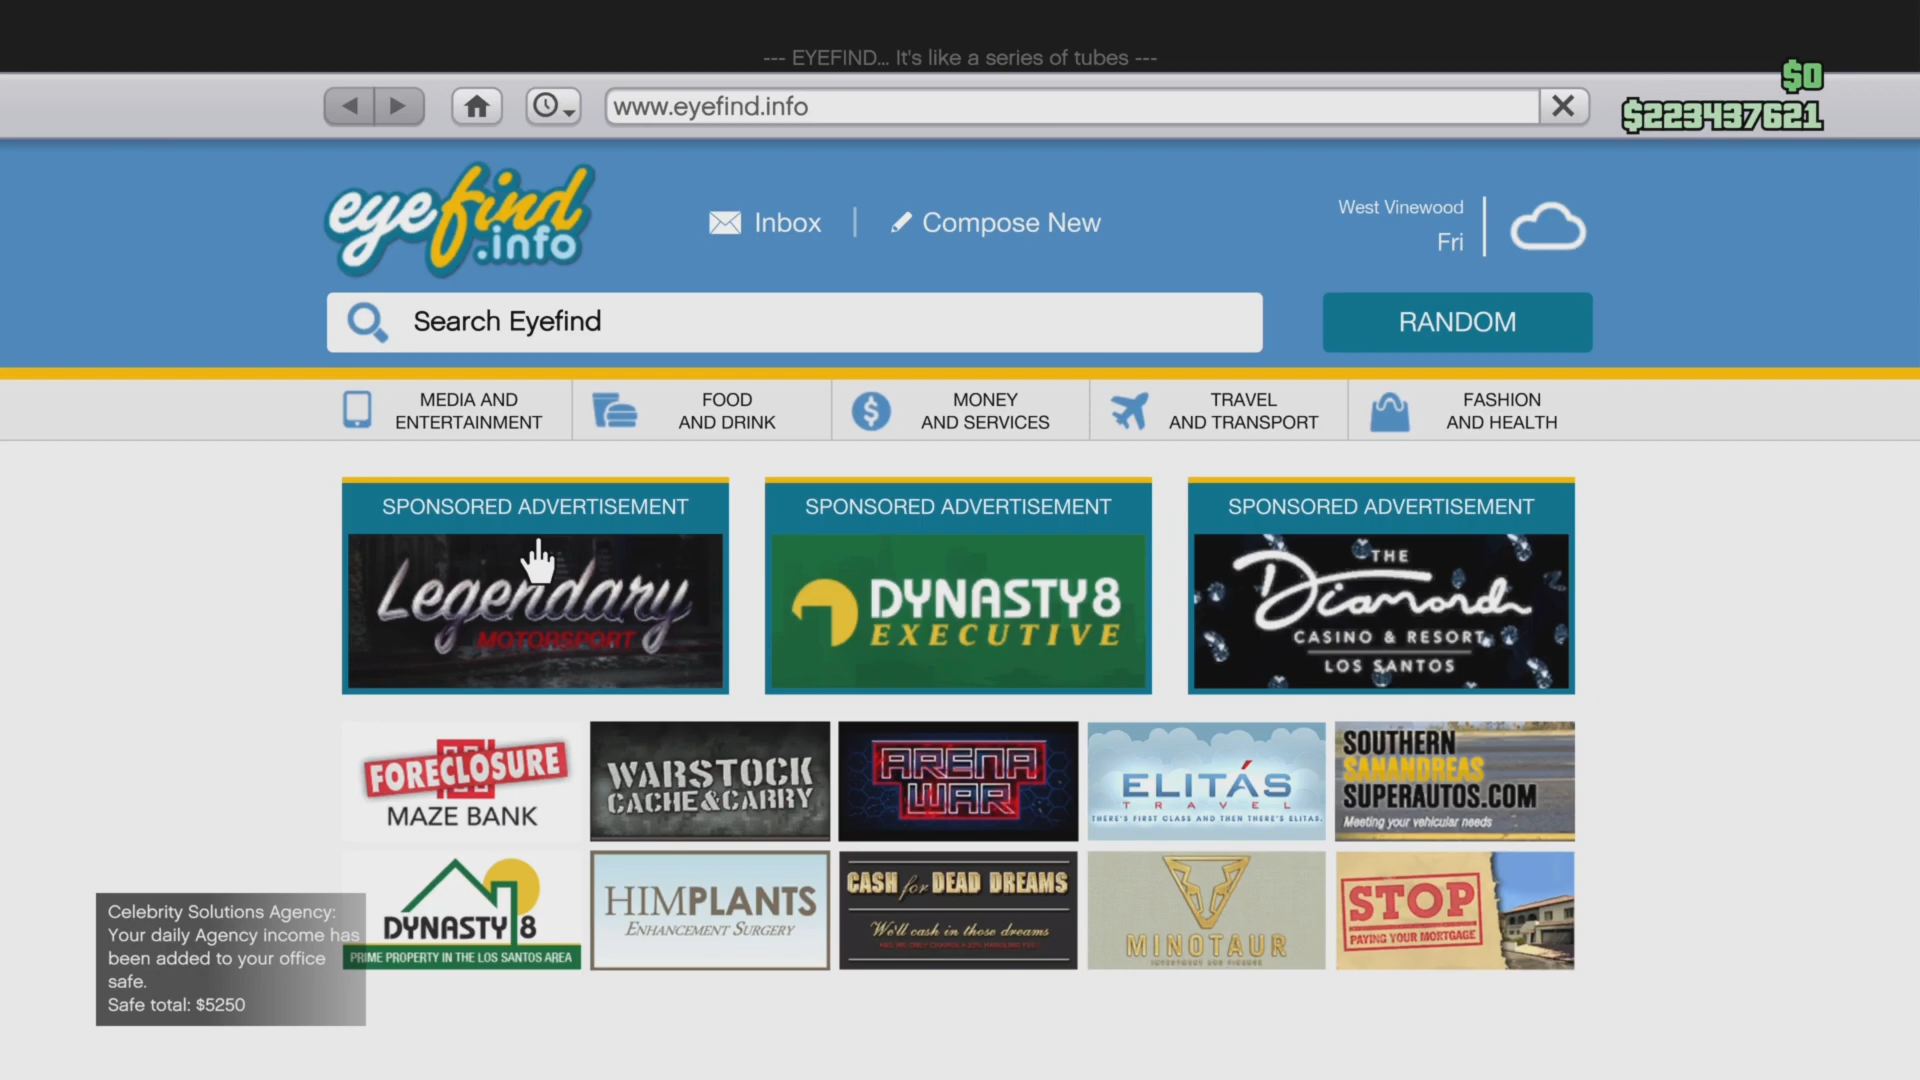 --- EYEFIND... It's like a series of tubes ---
$0
www.eyefind.info
$223437621
eyefind.info
Inbox
Compose New
West Vinewood
Fri
Search Eyefind
RANDOM
MEDIA AND
ENTERTAINMENT
FOOD
AND DRINK
MONEY
AND SERVICES
TRAVEL
AND TRANSPORT
FASHION
AND HEALTH
SPONSORED ADVERTISEMENT
Legendary
MOTORSPORT
SPONSORED ADVERTISEMENT
DYNASTY8
EXECUTIVE
SPONSORED ADVERTISEMENT
THE
Diamond
CASINO & RESORT
LOS SANTOS
FORECLOSURE
MAZE BANK
WARSTOCK
CACHE&CARRY
ARENA
WAR
ELITÁS
TRAVEL
THERE'S FIRST CLASS AND THEN THERE'S ELITAS.
SOUTHERN
SANANDREAS
SUPERAUTOS.COM
Meeting your vehicular needs
DYNASTY 8
PRIME PROPERTY IN THE LOS SANTOS AREA
HIMPLANTS
ENHANCEMENT SURGERY
CASH for DEAD DREAMS
We'll cash in those dreams
MINOTAUR
STOP
PAYING YOUR MORTGAGE
Celebrity Solutions Agency:
Your daily Agency income has
been added to your office
safe.
Safe total: $5250